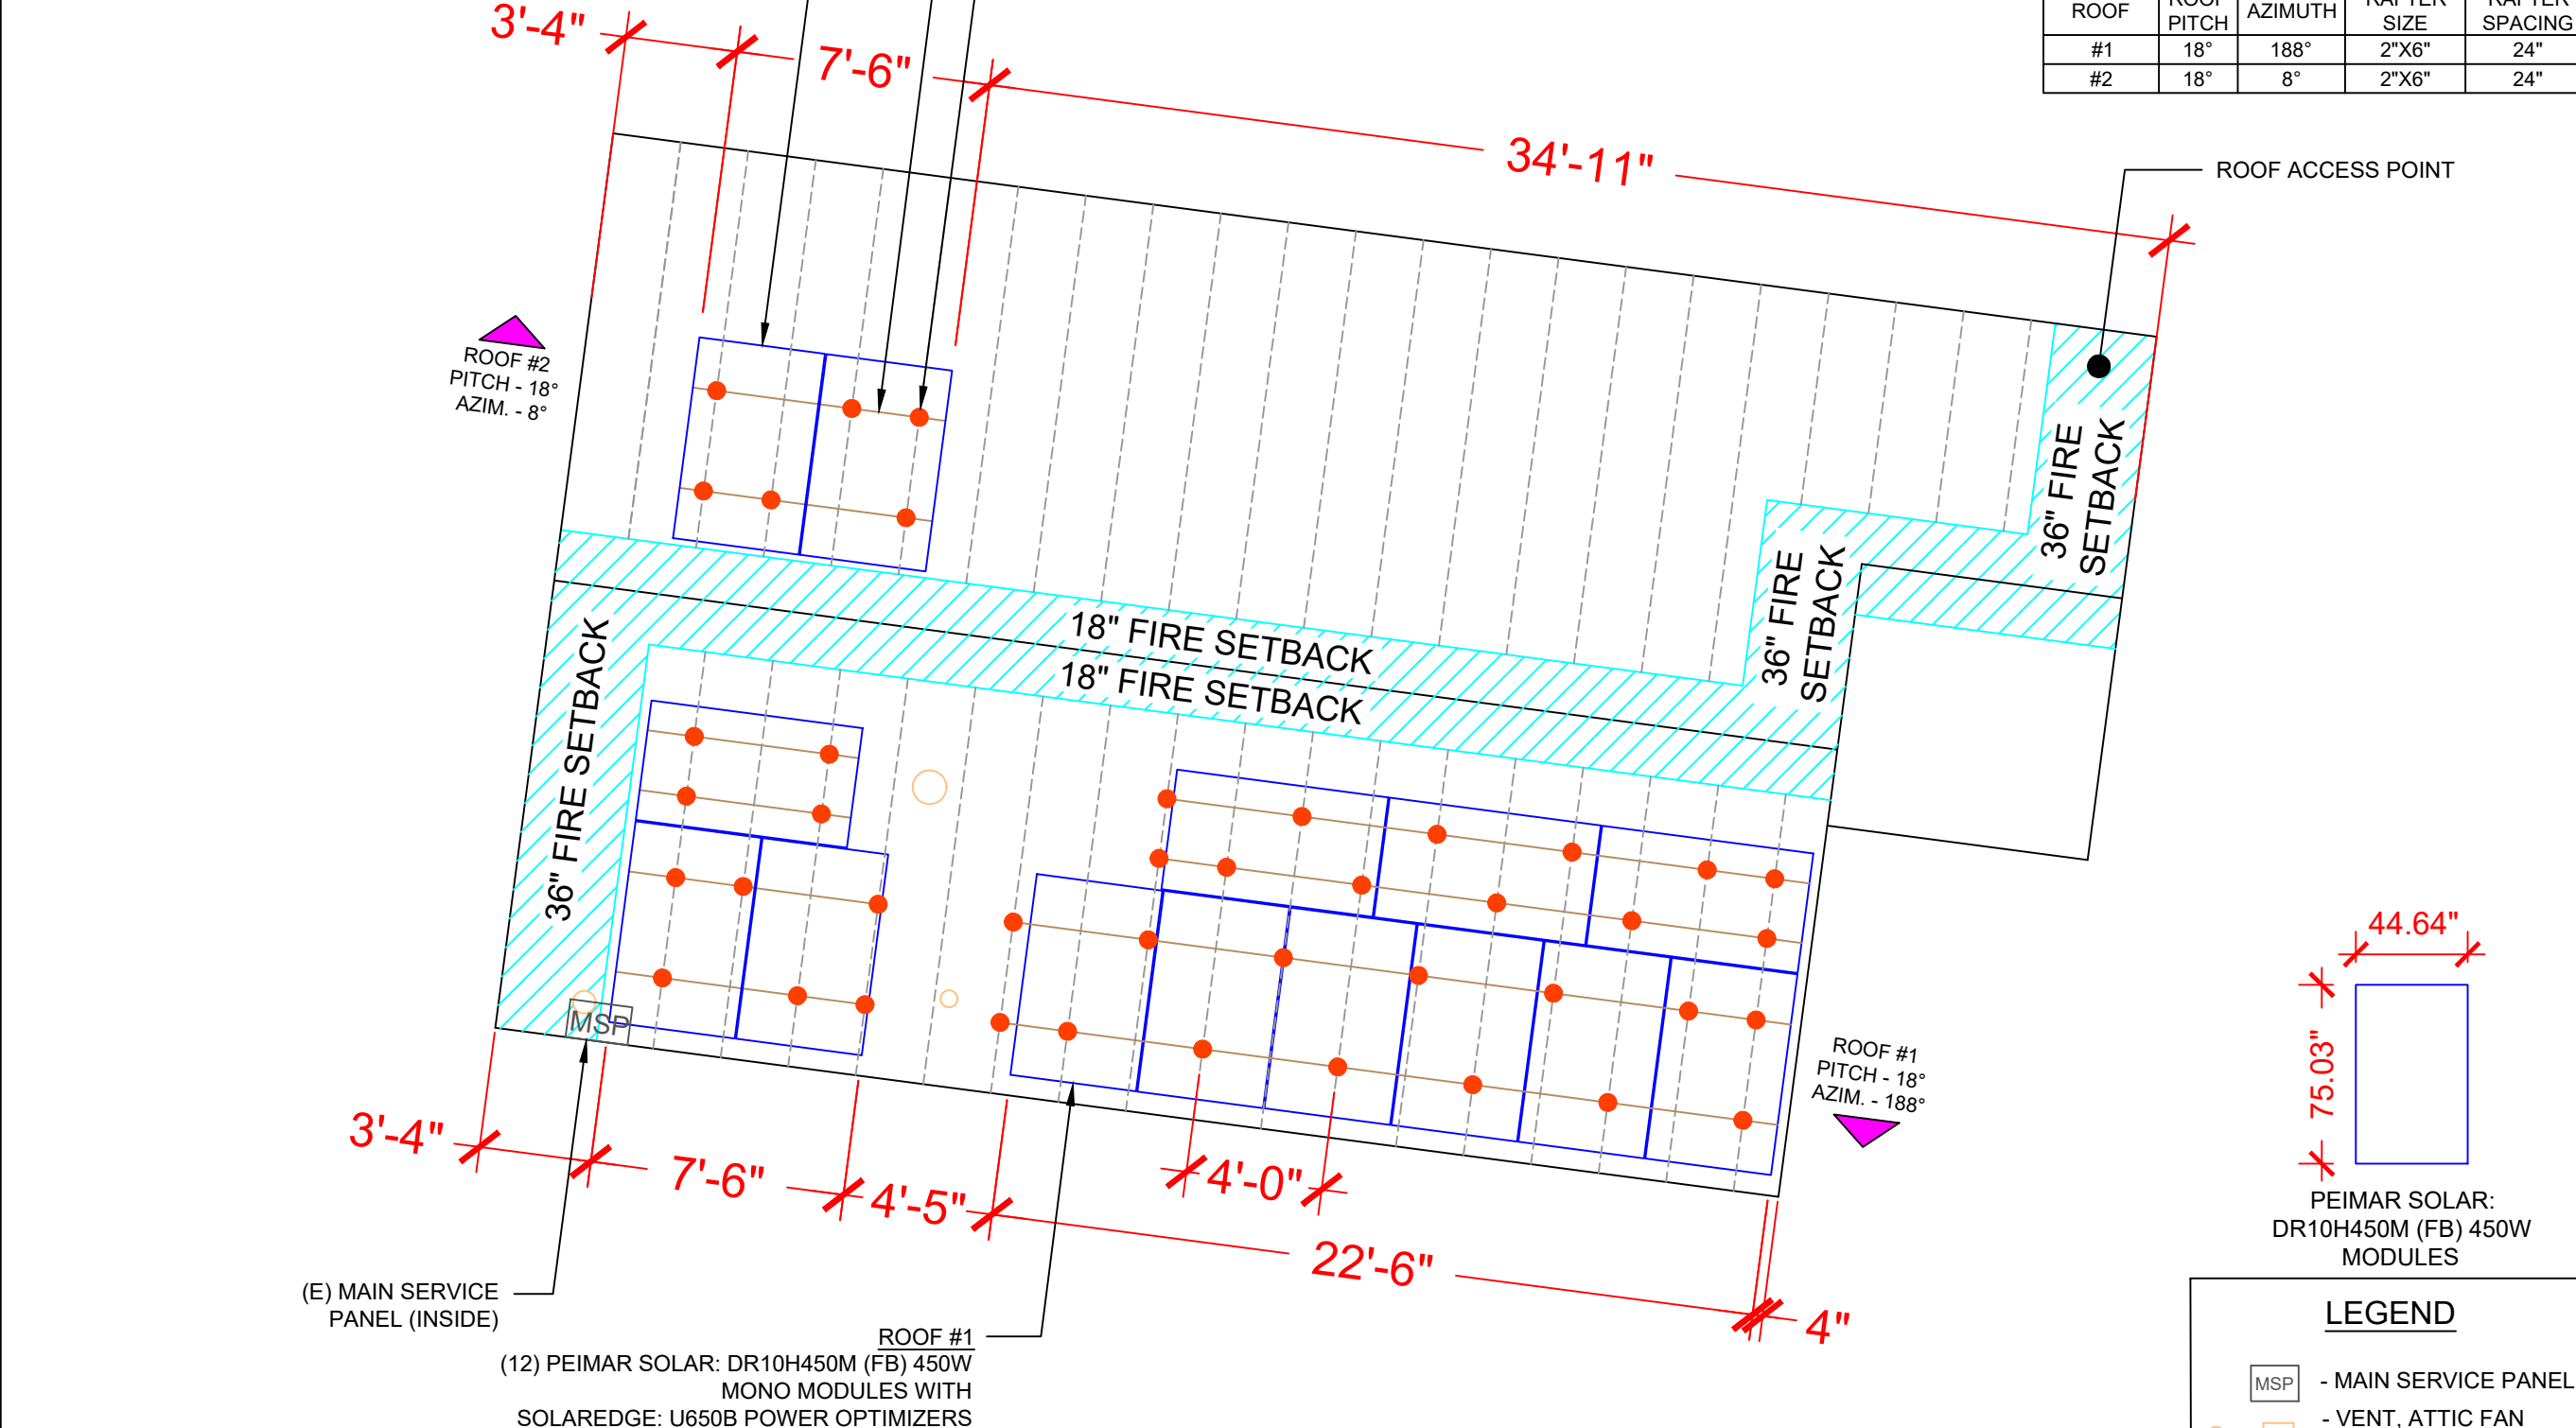 3'-4"
7'-6"
34'-11"
ROOF
ROOF PITCH
AZIMUTH
RAFTER SIZE
RAFTER SPACING
#1 18° 188° 2"X6" 24"
#2 18° 8° 2"X6" 24"
ROOF ACCESS POINT
ROOF #2
PITCH - 18°
AZIM. - 8°
36" FIRE
SETBACK
36" FIRE
SETBACK
18" FIRE SETBACK
18" FIRE SETBACK
36" FIRE SETBACK
MSP
ROOF #1
PITCH - 18°
AZIM. - 188°
44.64"
75.03"
PEIMAR SOLAR:
DR10H450M (FB) 450W
MODULES
3'-4"
7'-6"
4'-5"
4'-0"
22'-6"
4"
(E) MAIN SERVICE
PANEL (INSIDE)
ROOF #1
(12) PEIMAR SOLAR: DR10H450M (FB) 450W
MONO MODULES WITH
SOLAREDGE: U650B POWER OPTIMIZERS
LEGEND
MSP - MAIN SERVICE PANEL
- VENT, ATTIC FAN